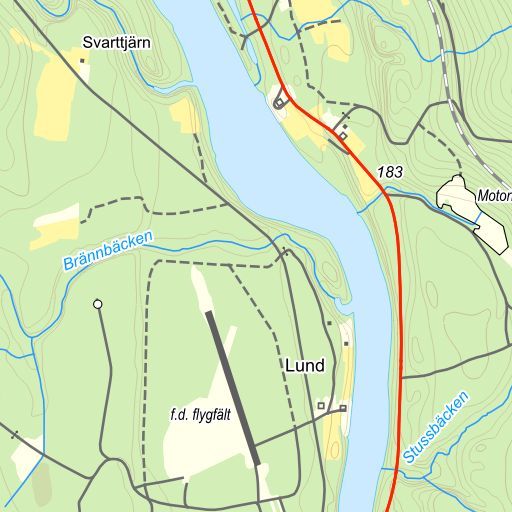 Svarttjärn
183
Motor
Brännbäcken
Lund
f.d. flygfält
Stussbäcken